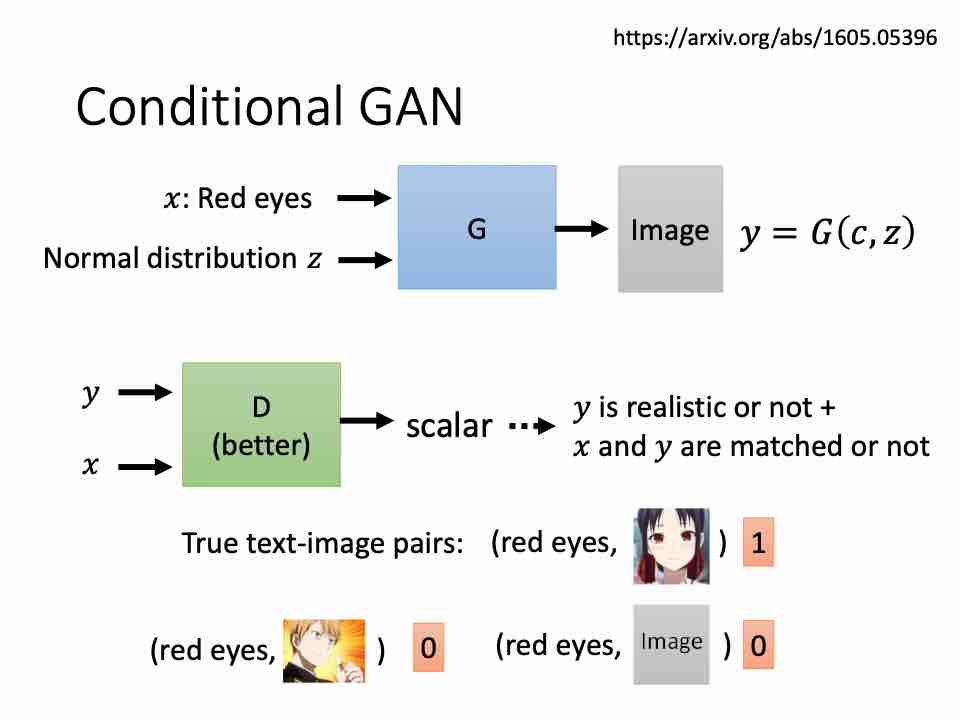 https://arxiv.org/abs/1605.05396
Conditional GAN
𝑥: Red eyes
Normal distribution 𝑧
G
Image
𝑦 = 𝐺(𝑐, 𝑧)
𝑦
𝑥
D
(better)
scalar
𝑦 is realistic or not +
𝑥 and 𝑦 are matched or not
True text-image pairs: (red eyes, ) 1
(red eyes, ) 0
(red eyes, Image ) 0